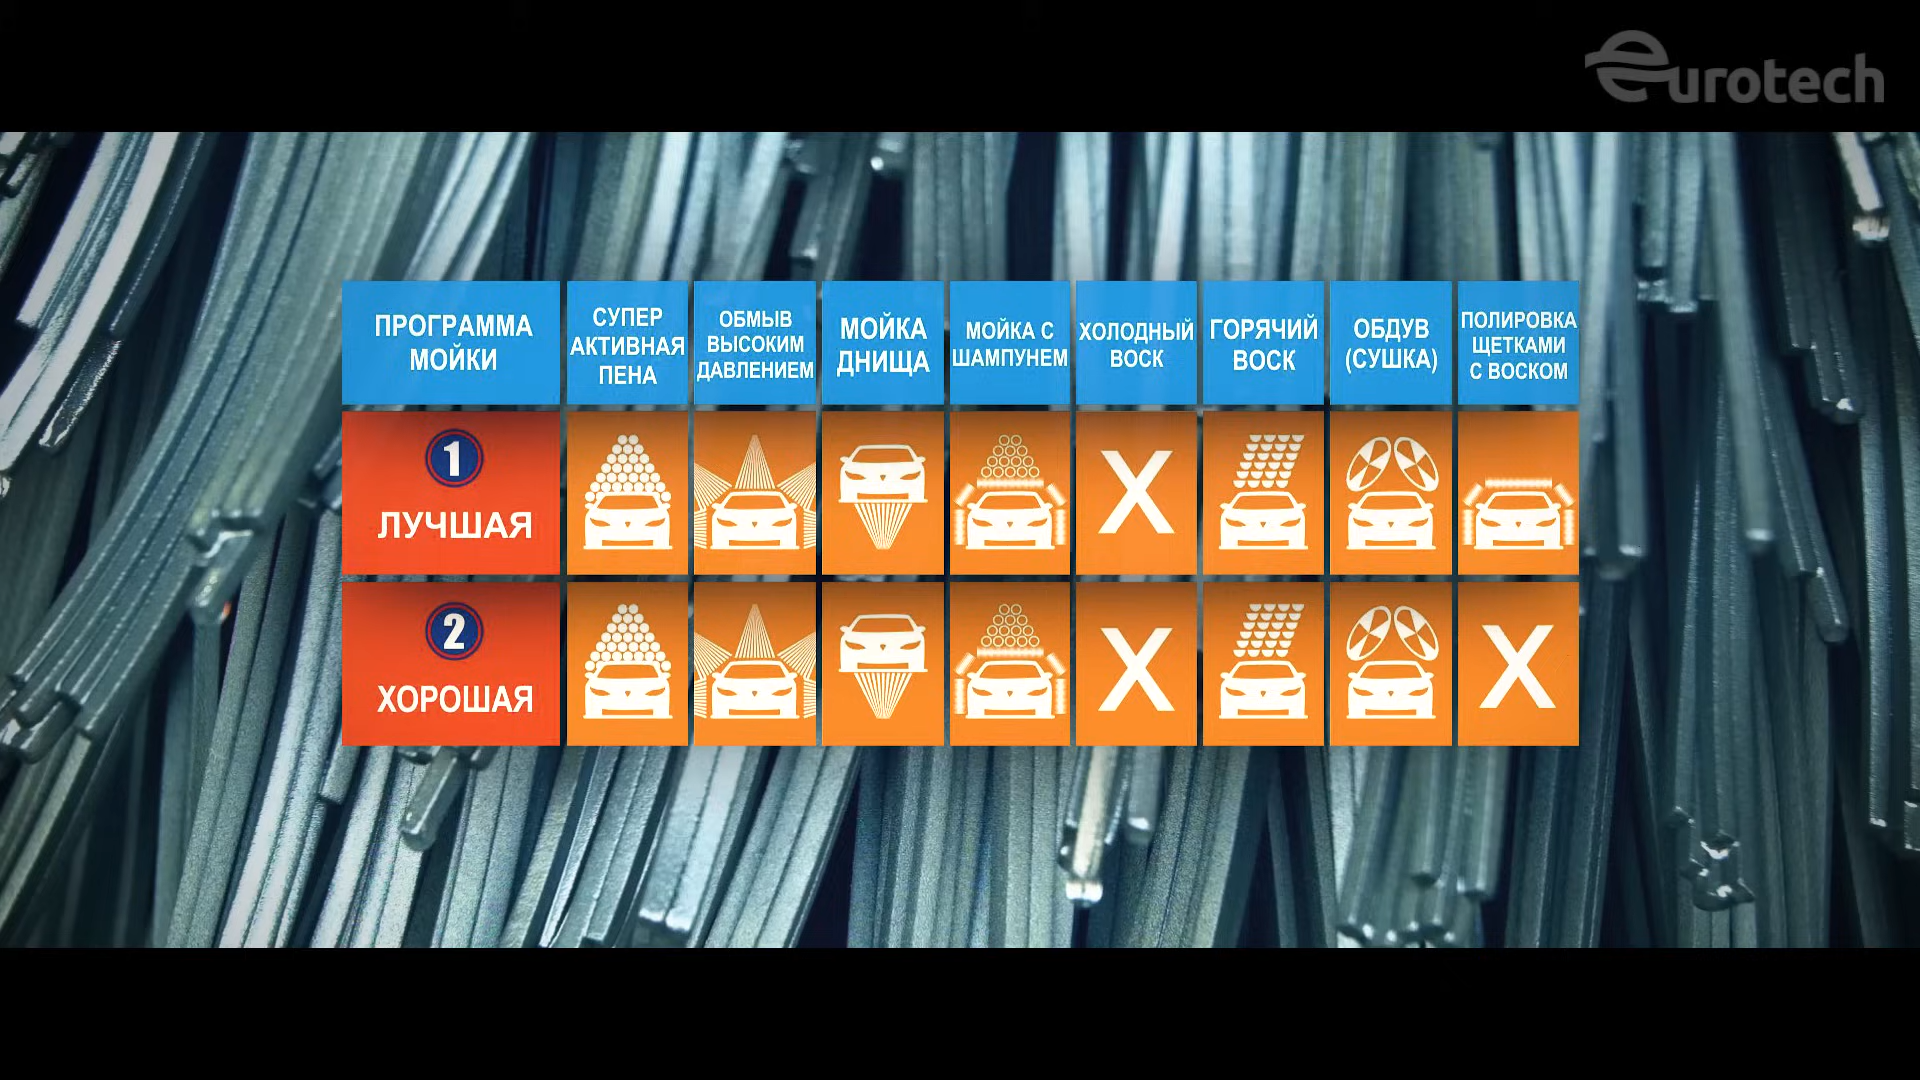 eurotech
ПРОГРАММА
МОЙКИ
СУПЕР
АКТИВНАЯ
ПЕНА
ОБМЫВ
ВЫСОКИМ
ДАВЛЕНИЕМ
МОЙКА
ДНИЩА
МОЙКА С
ШАМПУНЕМ
ХОЛОДНЫЙ
ВОСК
ГОРЯЧИЙ
ВОСК
ОБДУВ
(СУШКА)
ПОЛИРОВКА
ЩЕТКАМИ
С ВОСКОМ
1
ЛУЧШАЯ
X
2
ХОРОШАЯ
X
X